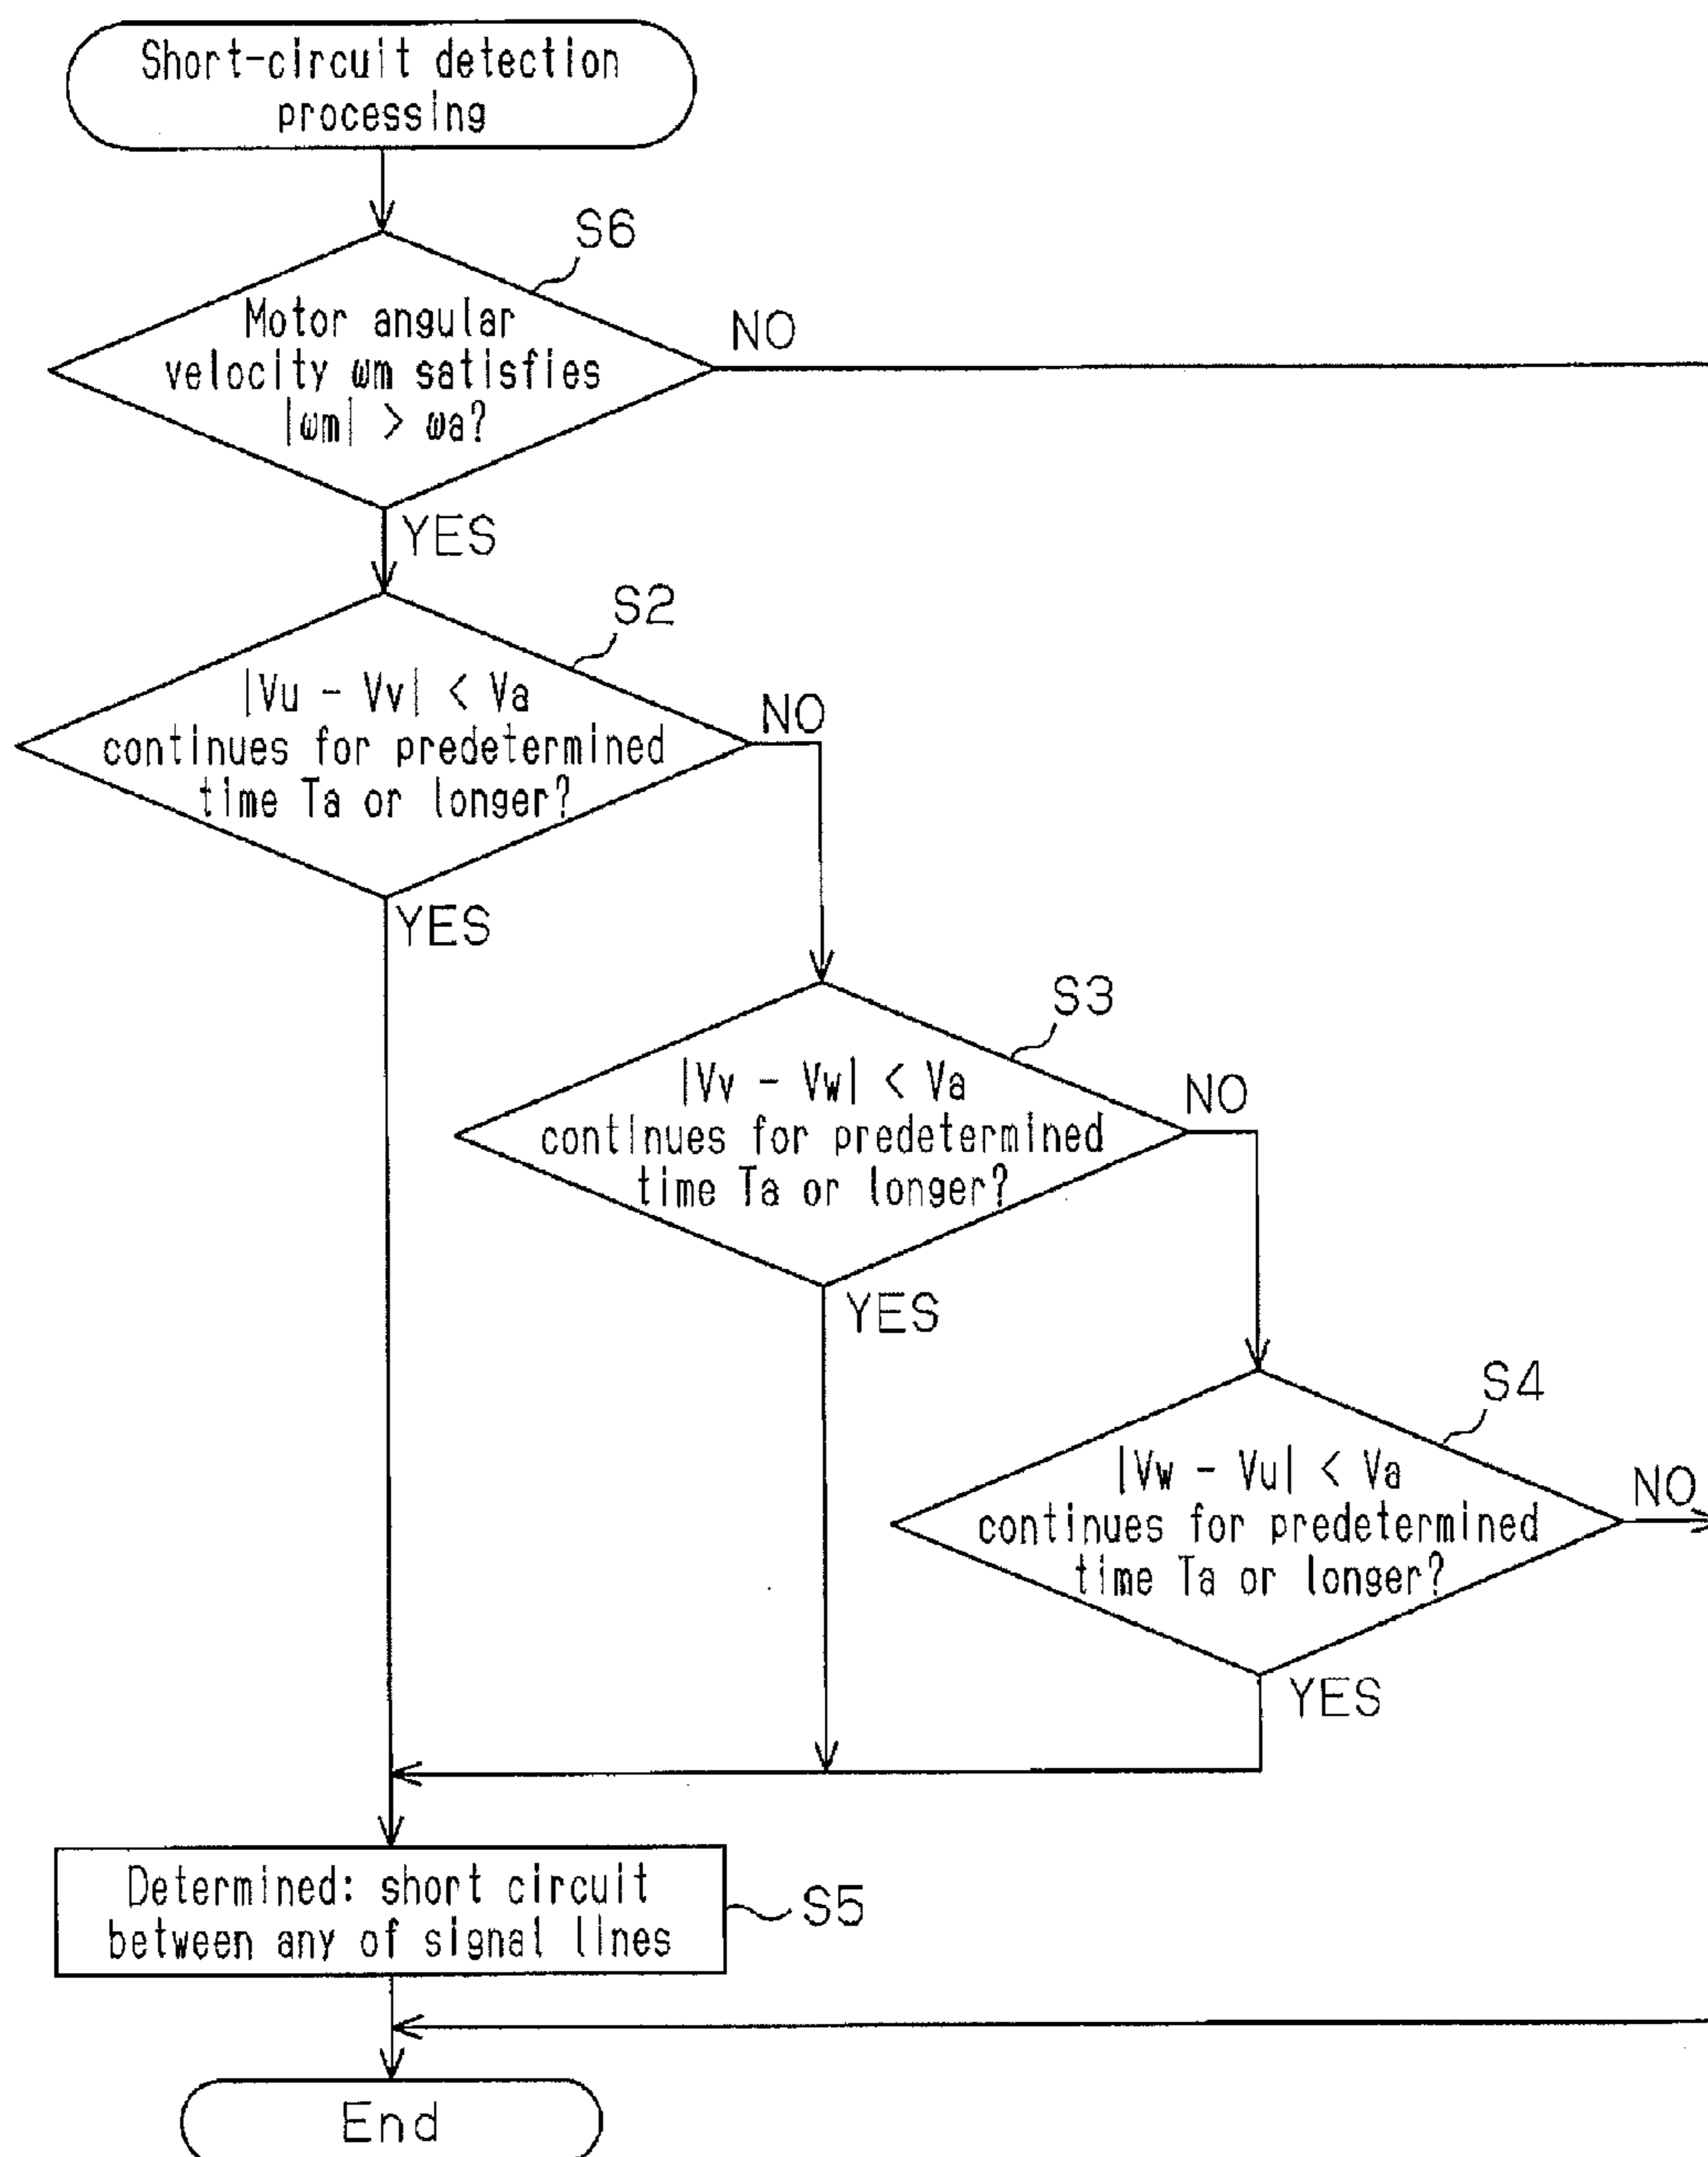 Short-circuit detection
processing
S6
Motor angular
velocity ωm satisfies
|ωm| > ωa?
NO
YES
S2
|Vu - Vv| < Va
continues for predetermined
time Ta or longer?
NO
YES
S3
|Vv - Vw| < Va
continues for predetermined
time Ta or longer?
NO
YES
S4
|Vw - Vu| < Va
continues for predetermined
time Ta or longer?
NO
YES
Determined: short circuit
between any of signal lines
S5
End